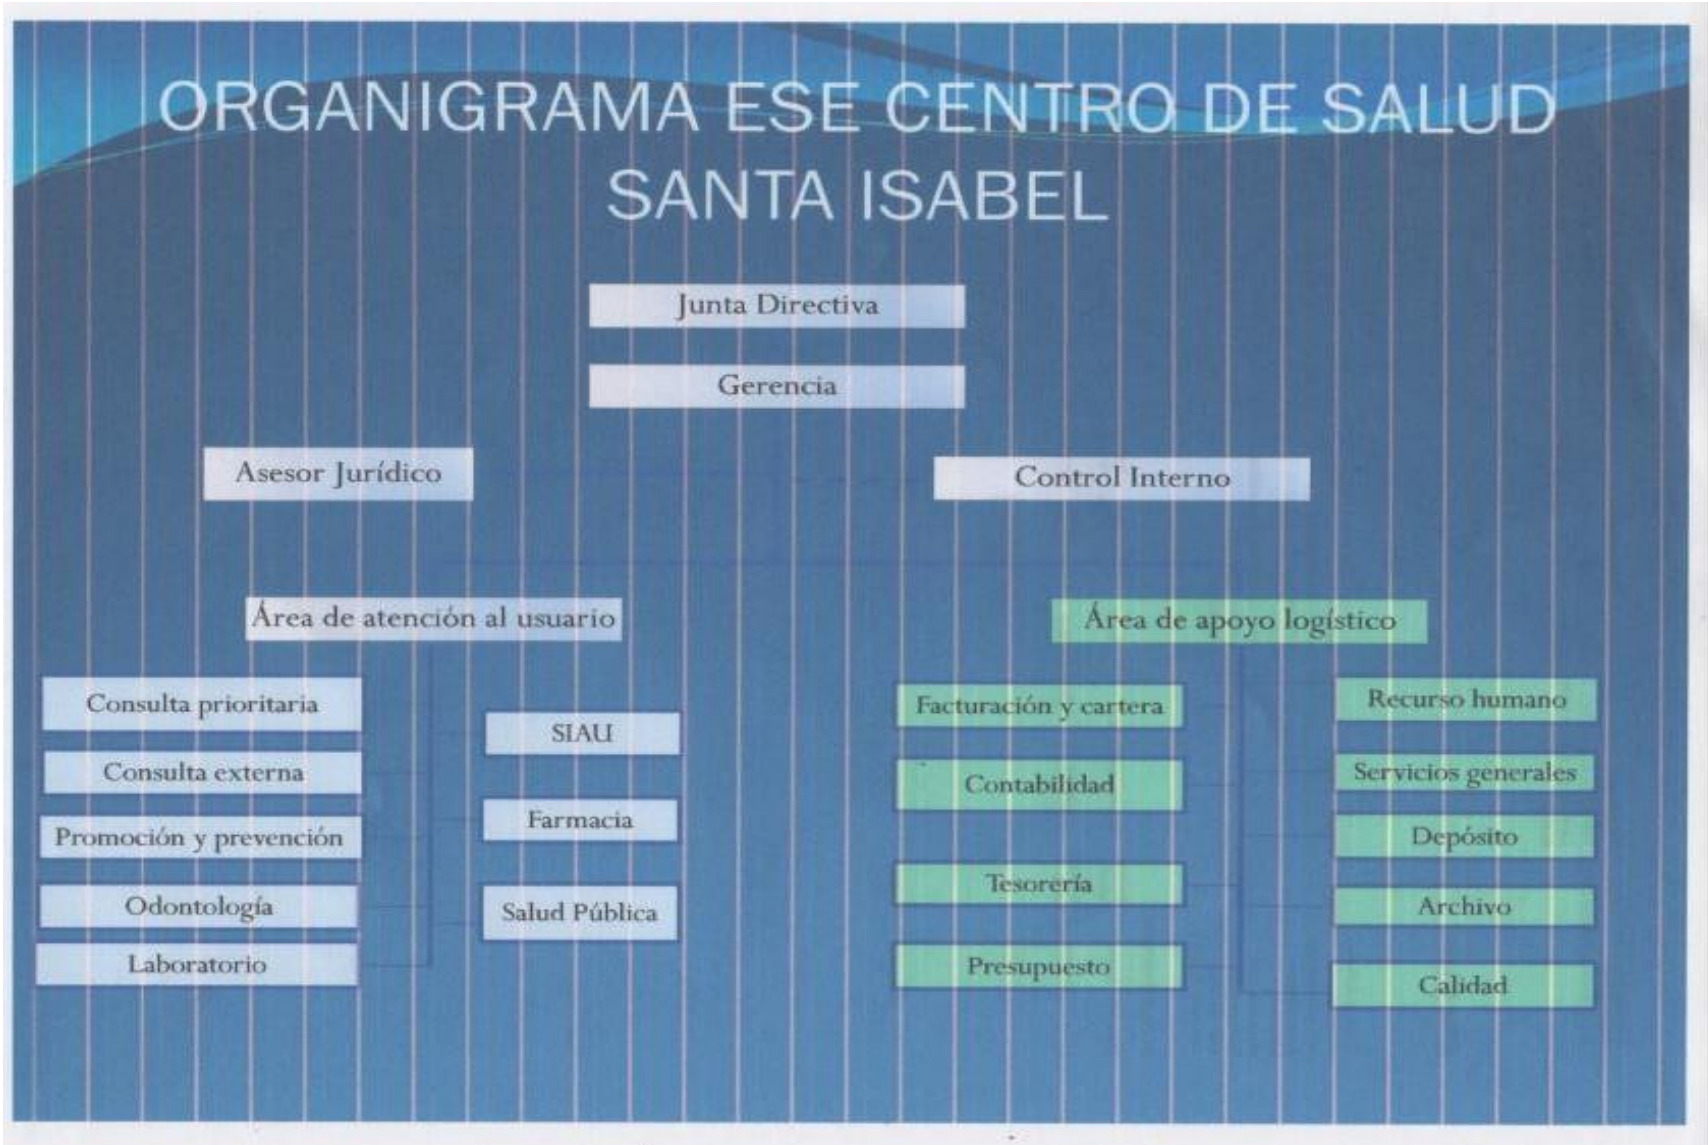 ORGANIGRAMA ESE CENTRO DE SALUD
SANTA ISABEL
Junta Directiva
Gerencia
Asesor Jurídico
Control Interno
Área de atención al usuario
Consulta prioritaria
Consulta externa
Promoción y prevención
Odontología
Laboratorio
SIAU
Farmacia
Salud Pública
Área de apoyo logístico
Facturación y cartera
Contabilidad
Tesorería
Presupuesto
Recurso humano
Servicios generales
Depósito
Archivo
Calidad